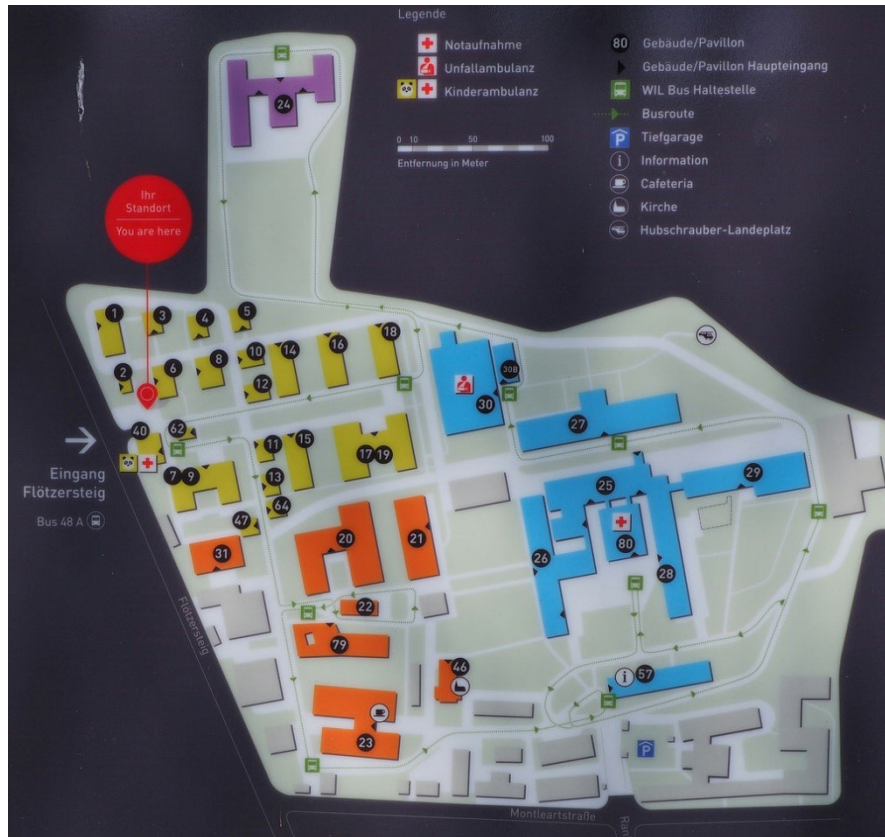 Legende
Notaufnahme
Unfallambulanz
Kinderambulanz
0 10 50 100
Entfernung in Meter
80 Gebäude/Pavillon
Gebäude/Pavillon Haupteingang
WIL Bus Haltestelle
Busroute
P Tiefgarage
i Information
Cafeteria
Kirche
Hubschrauber-Landeplatz
24
Ihr
Standort
You are here
1
3
4
5
2
6
8
10
12
14
16
18
30B
30
40
62
11
15
17
19
27
7
9
13
64
47
25
29
31
20
21
26
80
28
22
79
46
i
57
23
P
Eingang
Flötzersteig
Bus 48 A
Flötzersteig
Montleartstraße